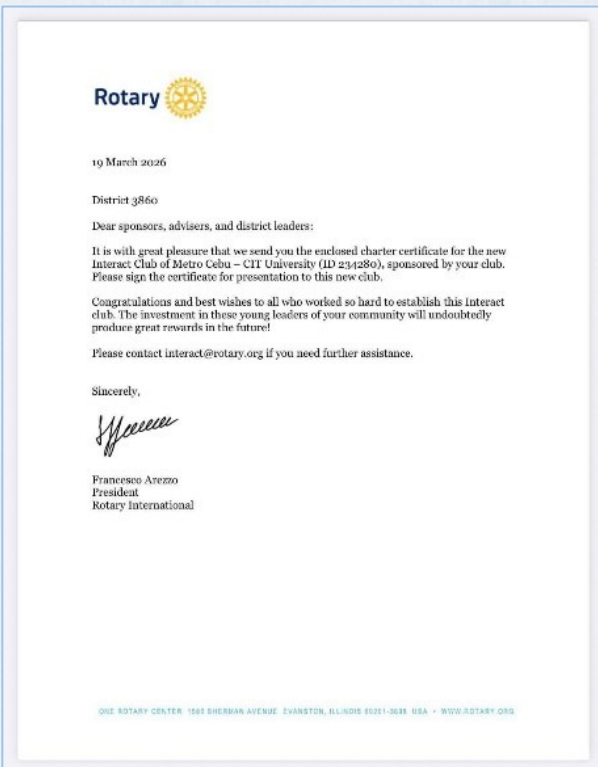 Rotary
19 March 2026
District 3860
Dear sponsors, advisers, and district leaders:
It is with great pleasure that we send you the enclosed charter certificate for the new
Interact Club of Metro Cebu – CIT University (ID 234280), sponsored by your club.
Please sign the certificate for presentation to this new club.
Congratulations and best wishes to all who worked so hard to establish this Interact
club. The investment in these young leaders of your community will undoubtedly
produce great rewards in the future!
Please contact interact@rotary.org if you need further assistance.
Sincerely,
Francesco Arezzo
President
Rotary International
ONE ROTARY CENTER 1560 SHERMAN AVENUE EVANSTON, ILLINOIS 60201-3698 USA • WWW.ROTARY.ORG